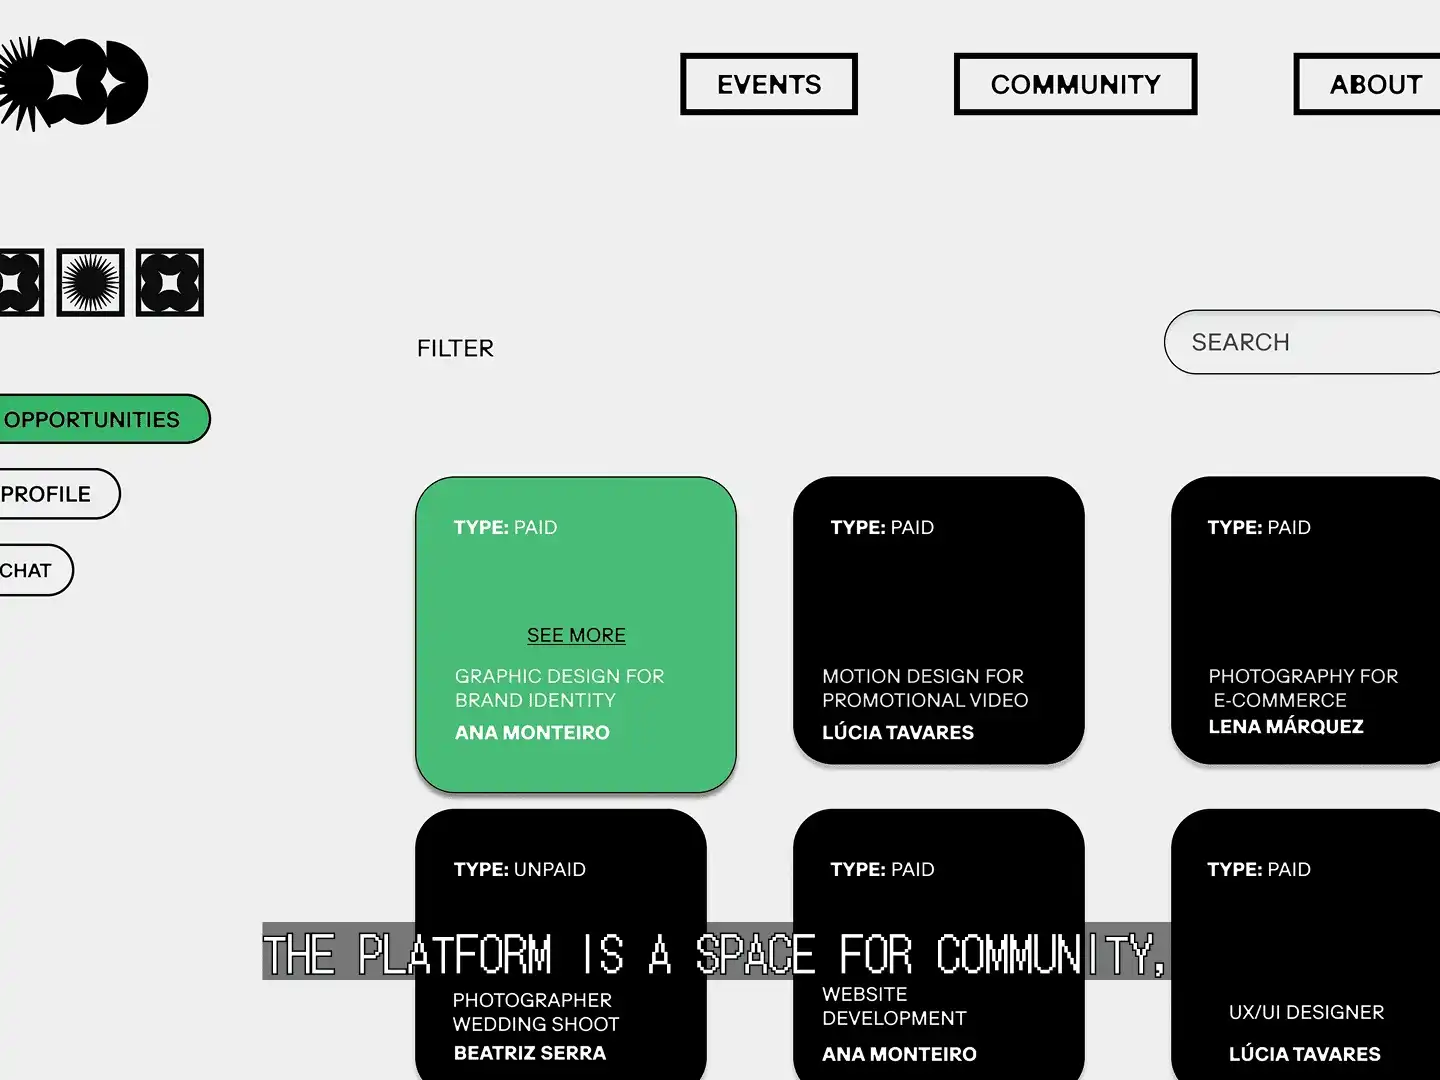 EVENTS
COMMUNITY
ABOUT
FILTER
SEARCH
OPPORTUNITIES
PROFILE
CHAT
TYPE: PAID
SEE MORE
GRAPHIC DESIGN FOR
BRAND IDENTITY
ANA MONTEIRO
TYPE: PAID
MOTION DESIGN FOR
PROMOTIONAL VIDEO
LÚCIA TAVARES
TYPE: PAID
PHOTOGRAPHY FOR
E-COMMERCE
LENA MÁRQUEZ
TYPE: UNPAID
PHOTOGRAPHER
WEDDING SHOOT
BEATRIZ SERRA
TYPE: PAID
WEBSITE
DEVELOPMENT
ANA MONTEIRO
TYPE: PAID
UX/UI DESIGNER
LÚCIA TAVARES
THE PLATFORM IS A SPACE FOR COMMUNITY,